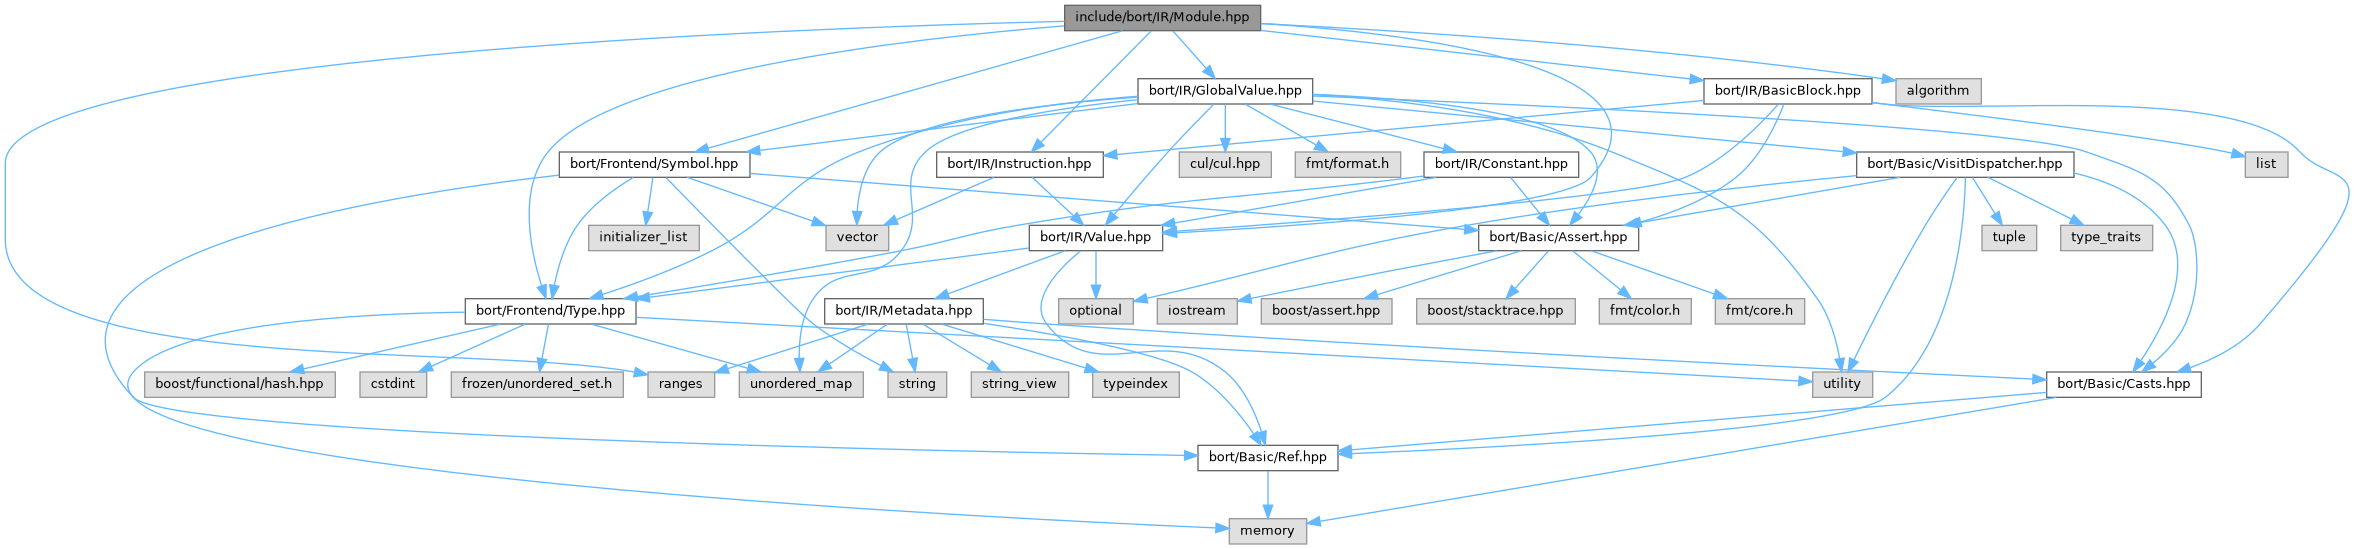 include/bort/IR/Module.hpp
bort/IR/GlobalValue.hpp
bort/IR/BasicBlock.hpp
algorithm
bort/Frontend/Symbol.hpp
bort/IR/Instruction.hpp
cul/cul.hpp
fmt/format.h
bort/IR/Constant.hpp
bort/Basic/VisitDispatcher.hpp
list
initializer_list
vector
bort/IR/Value.hpp
bort/Basic/Assert.hpp
tuple
type_traits
bort/Frontend/Type.hpp
bort/IR/Metadata.hpp
optional
iostream
boost/assert.hpp
boost/stacktrace.hpp
fmt/color.h
fmt/core.h
boost/functional/hash.hpp
cstdint
frozen/unordered_set.h
ranges
unordered_map
string
string_view
typeindex
utility
bort/Basic/Casts.hpp
bort/Basic/Ref.hpp
memory